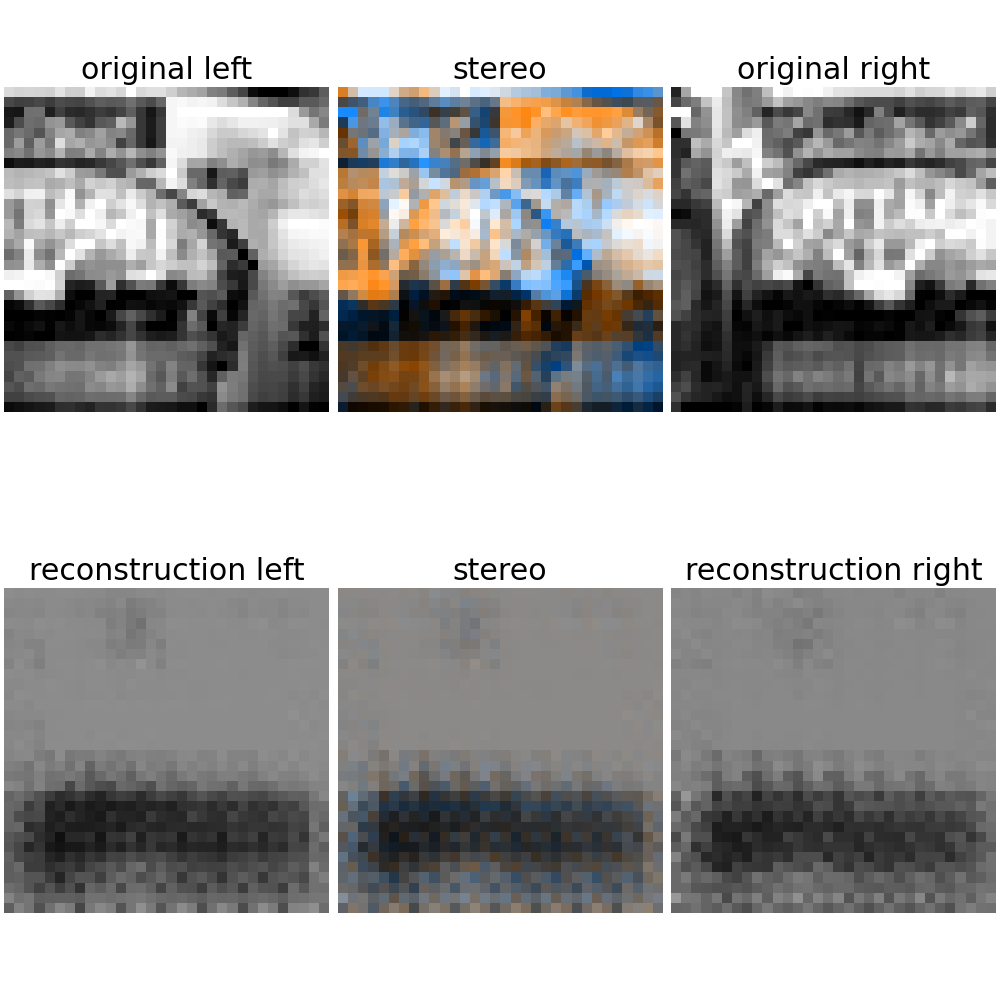 original left
stereo
original right
reconstruction left
stereo
reconstruction right